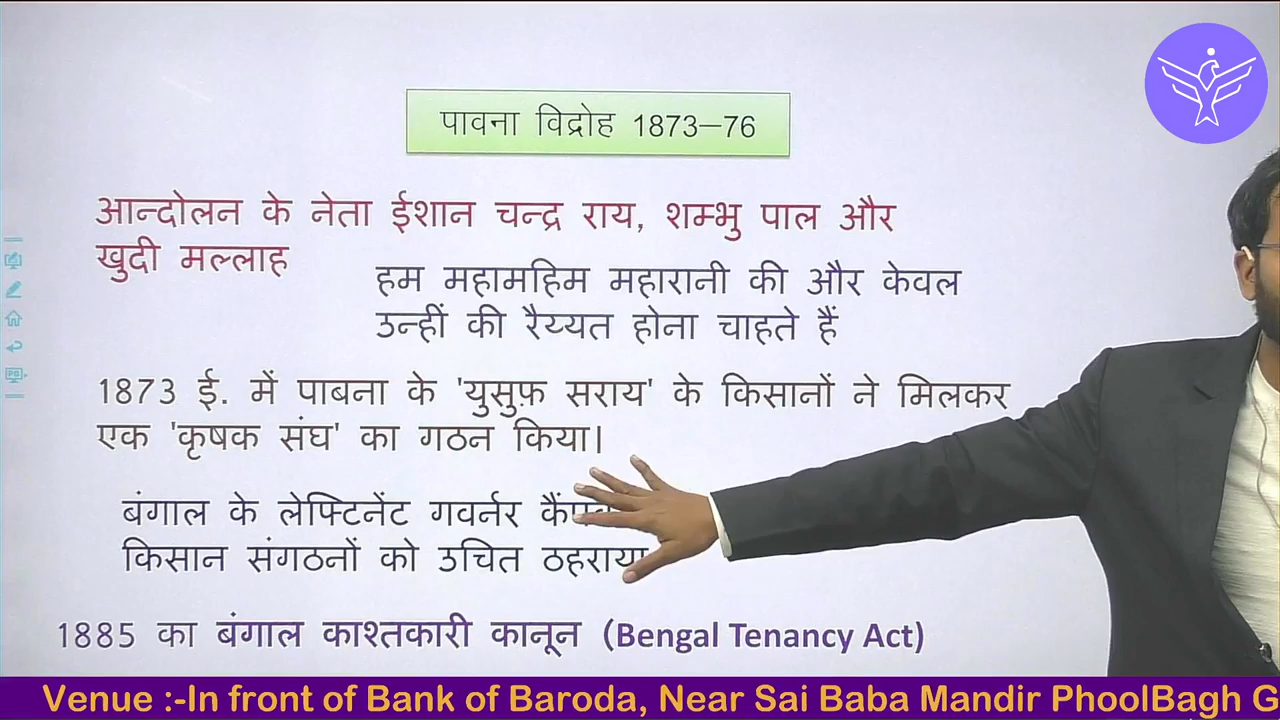 पावना विद्रोह 1873–76
आन्दोलन के नेता ईशान चन्द्र राय, शम्भु पाल और
खुदी मल्लाह
हम महामहिम महारानी की और केवल
उन्हीं की रैय्यत होना चाहते हैं
1873 ई. में पाबना के 'युसुफ़ सराय' के किसानों ने मिलकर
एक 'कृषक संघ' का गठन किया।
बंगाल के लेफ्टिनेंट गवर्नर
किसान संगठनों को उचित ठहराया
1885 का बंगाल काश्तकारी कानून (Bengal Tenancy Act)
Venue :-In front of Bank of Baroda, Near Sai Baba Mandir PhoolBagh G